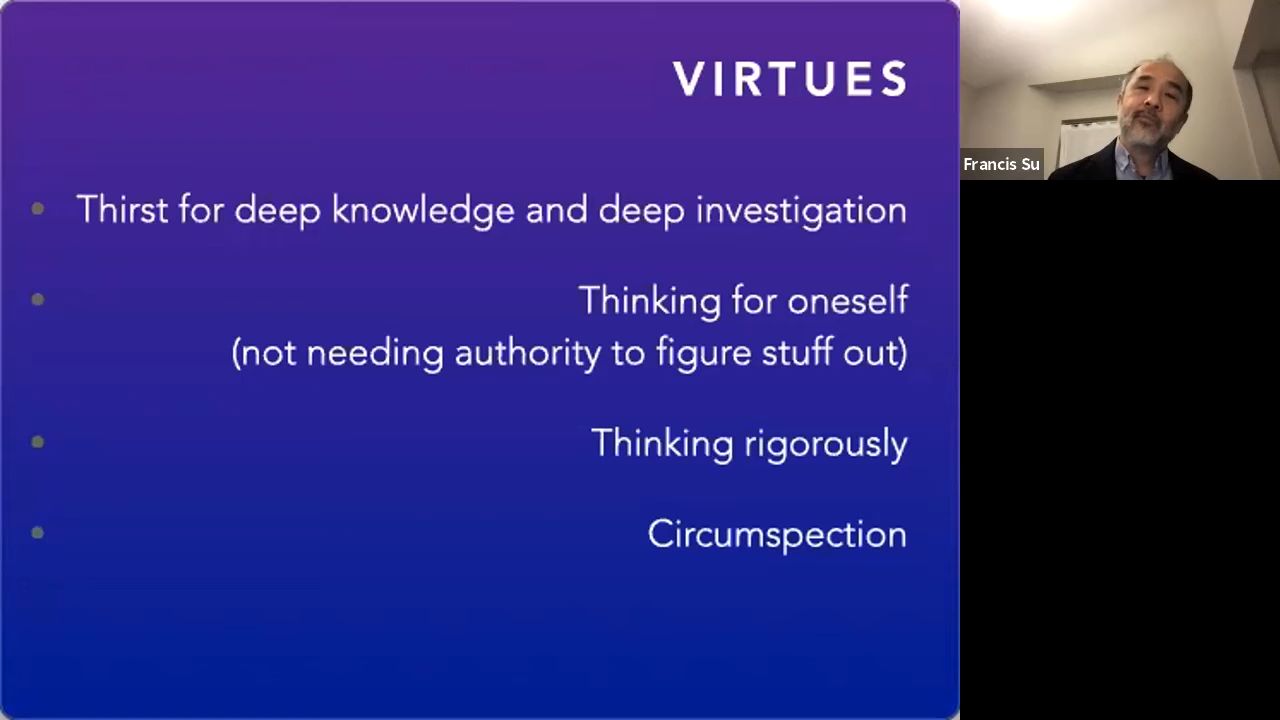 VIRTUES
Thirst for deep knowledge and deep investigation
Thinking for oneself
(not needing authority to figure stuff out)
Thinking rigorously
Circumspection
Francis Su